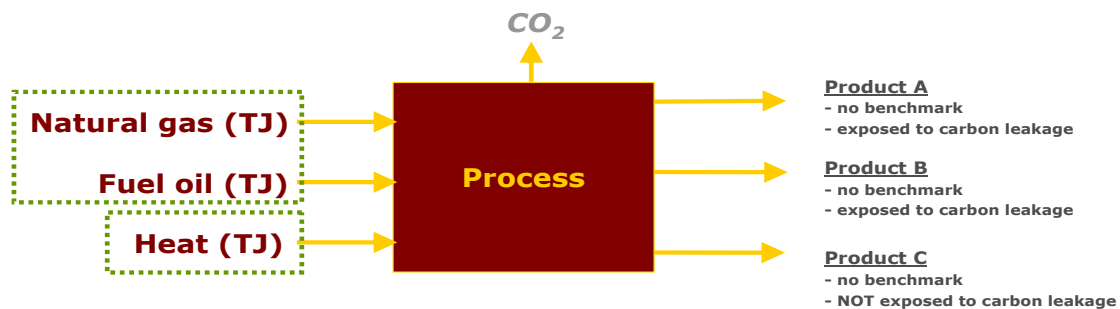 CO2
Natural gas (TJ)
Fuel oil (TJ)
Heat (TJ)
Process
Product A
- no benchmark
- exposed to carbon leakage
Product B
- no benchmark
- exposed to carbon leakage
Product C
- no benchmark
- NOT exposed to carbon leakage